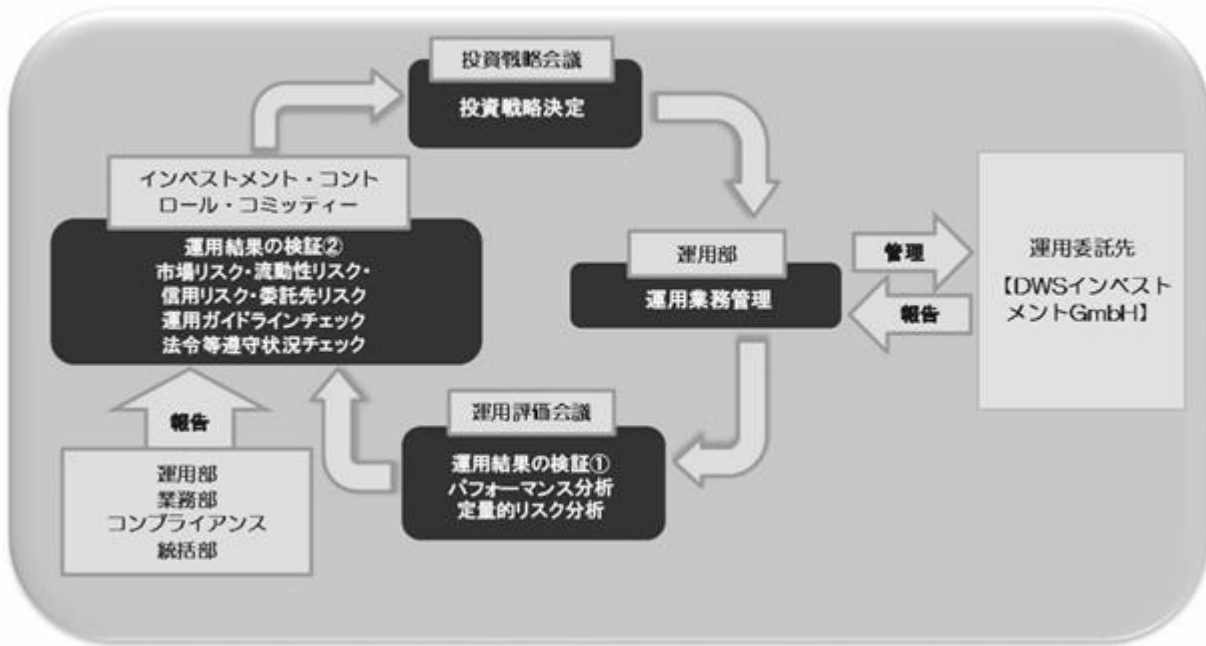 投資戦略会議
投資戦略決定
インベストメント・コント
ロール・コミッティー
運用結果の検証②
市場リスク・流動性リスク・
信用リスク・委託先リスク
運用ガイドラインチェック
法令等遵守状況チェック
運用部
運用業務管理
管理
報告
運用委託先
【DWSインベスト
メントGmbH】
運用評価会議
運用結果の検証①
パフォーマンス分析
定量的リスク分析
報告
運用部
業務部
コンプライアンス
統括部